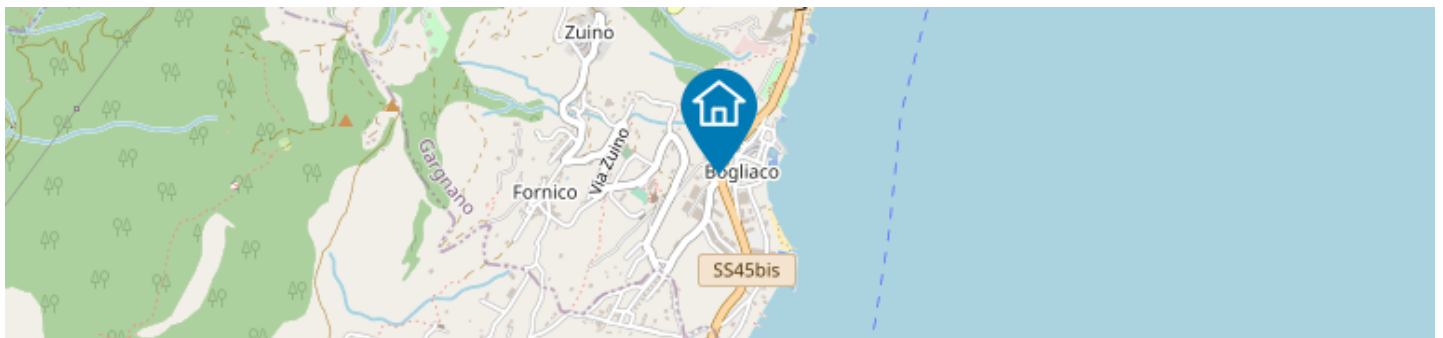 Zuino
Via Zuino
Bogliaco
Gargnano
Fornico
SS45bis